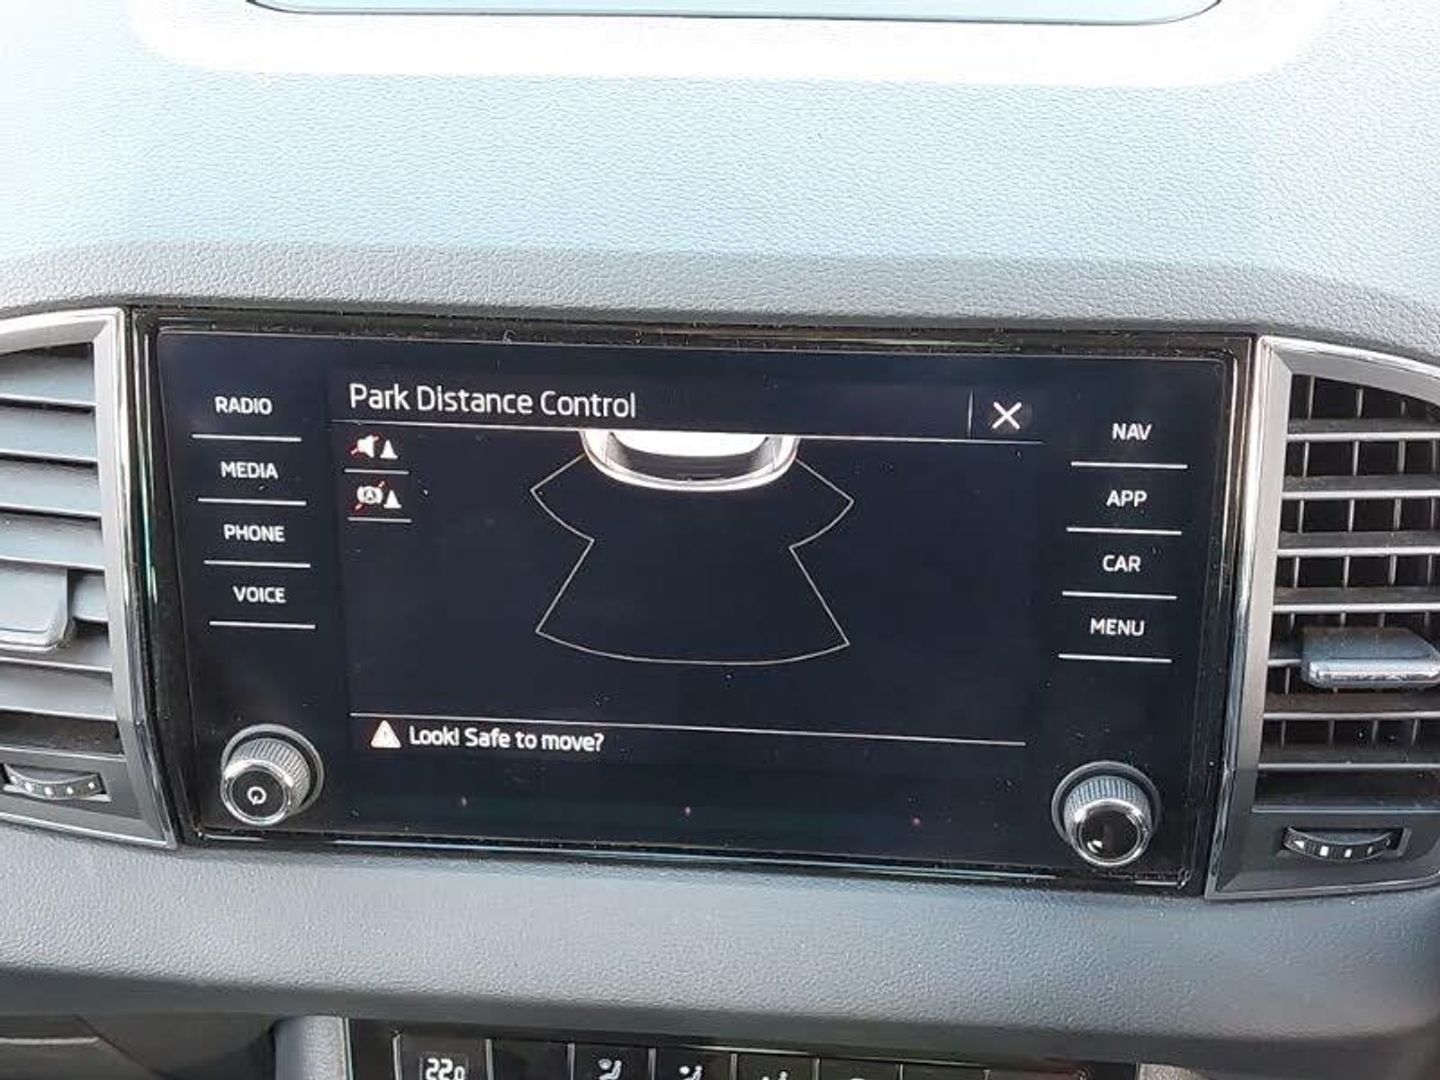 Park Distance Control
RADIO
MEDIA
PHONE
VOICE
NAV
APP
CAR
MENU
Look! Safe to move?
22.0